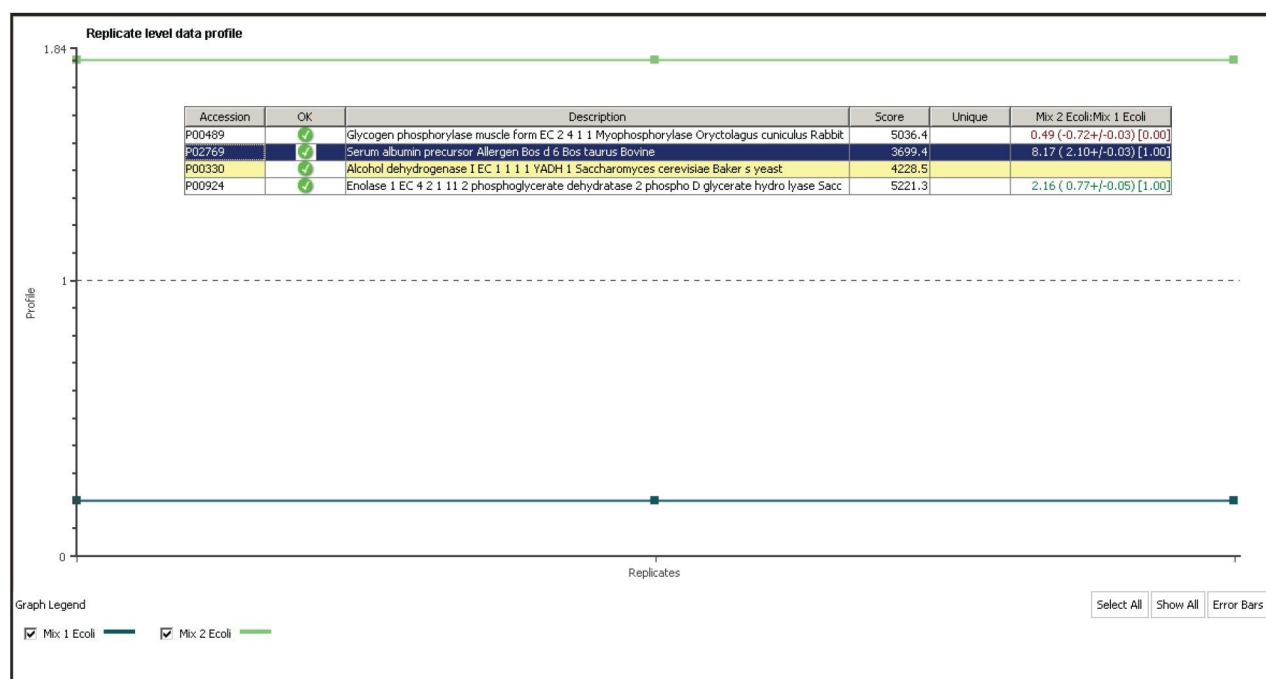 Replicate level data profile
1.84
Accession OK Description Score Unique Mix 2 Ecoli:Mix 1 Ecoli
P00489 Glycogen phosphorylase muscle form EC 2 4 1 1 Myophosphorylase Oryctolagus cuniculus Rabbit 5036.4 0.49 (-0.72+/-0.03) [0.00]
P02769 Serum albumin precursor Allergen Bos d 6 Bos taurus Bovine 3699.4 8.17 ( 2.10+/-0.03) [1.00]
P00330 Alcohol dehydrogenase I EC 1 1 1 1 YADH 1 Saccharomyces cerevisiae Baker s yeast 4228.5
P00924 Enolase 1 EC 4 2 1 11 2 phosphoglycerate dehydratase 2 phospho D glycerate hydro lyase Sacc 5221.3 2.16 ( 0.77+/-0.05) [1.00]
1
Profile
0
Replicates
Graph Legend
Select All Show All Error Bars
Mix 1 Ecoli Mix 2 Ecoli